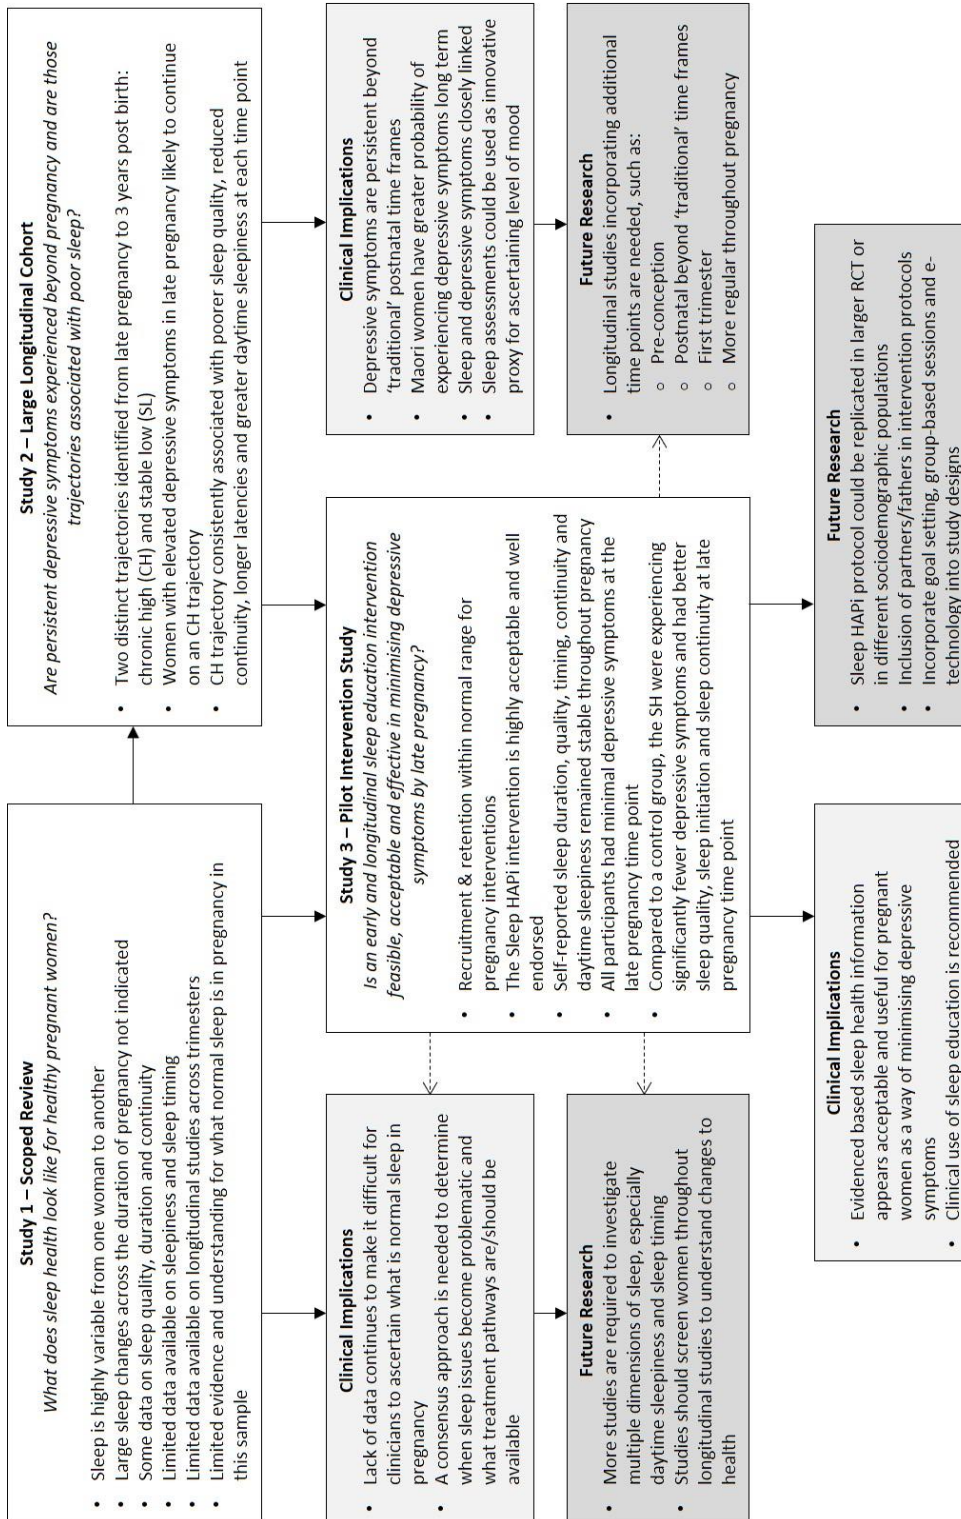 Study 1 – Scoped Review
What does sleep health look like for healthy pregnant women?
• Sleep is highly variable from one woman to another
• Large sleep changes across the duration of pregnancy not indicated
• Some data on sleep quality, duration and continuity
• Limited data available on sleepiness and sleep timing
• Limited data available on longitudinal studies across trimesters
• Limited evidence and understanding for what normal sleep is in pregnancy in
this sample
Study 2 – Large Longitudinal Cohort
Are persistent depressive symptoms experienced beyond pregnancy and are those
trajectories associated with poor sleep?
• Two distinct trajectories identified from late pregnancy to 3 years post birth:
chronic high (CH) and stable low (SL)
• Women with elevated depressive symptoms in late pregnancy likely to continue
on an CH trajectory
• CH trajectory consistently associated with poorer sleep quality, reduced
continuity, longer latencies and greater daytime sleepiness at each time point
Clinical Implications
• Lack of data continues to make it difficult for
clinicians to ascertain what is normal sleep in
pregnancy
• A consensus approach is needed to determine
when sleep issues become problematic and
what treatment pathways are/should be
available
Study 3 – Pilot Intervention Study
Is an early and longitudinal sleep education intervention
feasible, acceptable and effective in minimising depressive
symptoms by late pregnancy?
• Recruitment & retention within normal range for
pregnancy interventions
• The Sleep HAPi intervention is highly acceptable and well
endorsed
• Self-reported sleep duration, quality, timing, continuity and
daytime sleepiness remained stable throughout pregnancy
• All participants had minimal depressive symptoms at the
late pregnancy time point
• Compared to a control group, the SH were experiencing
significantly fewer depressive symptoms and had better
sleep quality, sleep initiation and sleep continuity at late
pregnancy time point
Clinical Implications
• Depressive symptoms are persistent beyond
‘traditional’ postnatal time frames
• Maori women have greater probability of
experiencing depressive symptoms long term
• Sleep and depressive symptoms closely linked
• Sleep assessments could be used as innovative
proxy for ascertaining level of mood
Future Research
• More studies are required to investigate
multiple dimensions of sleep, especially
daytime sleepiness and sleep timing
• Studies should screen women throughout
longitudinal studies to understand changes to
health
Future Research
• Longitudinal studies incorporating additional
time points are needed, such as:
○ Pre-conception
○ Postnatal beyond ‘traditional’ time frames
○ First trimester
○ More regular throughout pregnancy
Clinical Implications
• Evidenced based sleep health information
appears acceptable and useful for pregnant
women as a way of minimising depressive
symptoms
• Clinical use of sleep education is recommended
Future Research
• Sleep HAPi protocol could be replicated in larger RCT or
in different sociodemographic populations
• Inclusion of partners/fathers in intervention protocols
• Incorporate goal setting, group-based sessions and e-
technology into study designs